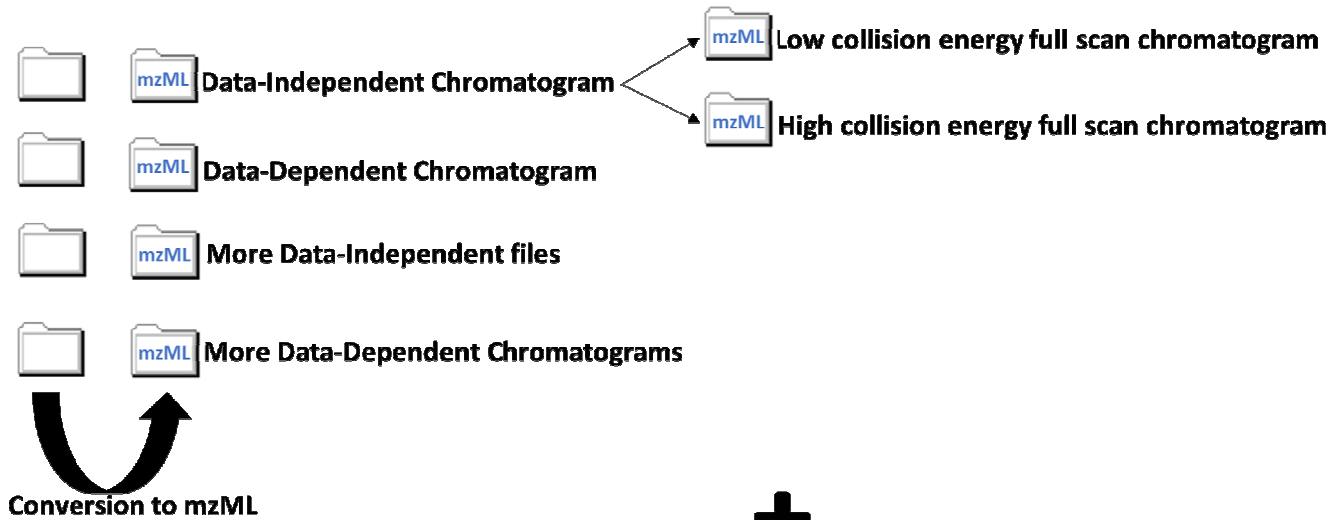 mzML Low collision energy full scan chromatogram
mzML Data-Independent Chromatogram
mzML High collision energy full scan chromatogram
mzML Data-Dependent Chromatogram
mzML More Data-Independent files
mzML More Data-Dependent Chromatograms
Conversion to mzML